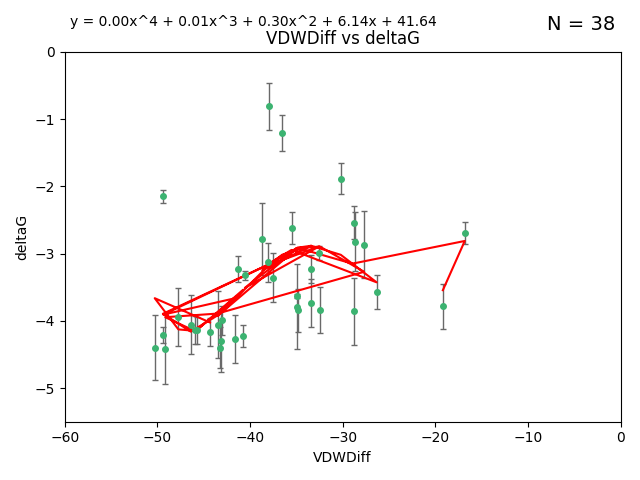 y = 0.00x^4 + 0.01x^3 + 0.30x^2 + 6.14x + 41.64
N = 38
VDWDiff vs deltaG
0
−1
−2
−3
−4
−5
deltaG
−60 −50 −40 −30 −20 −10 0
VDWDiff